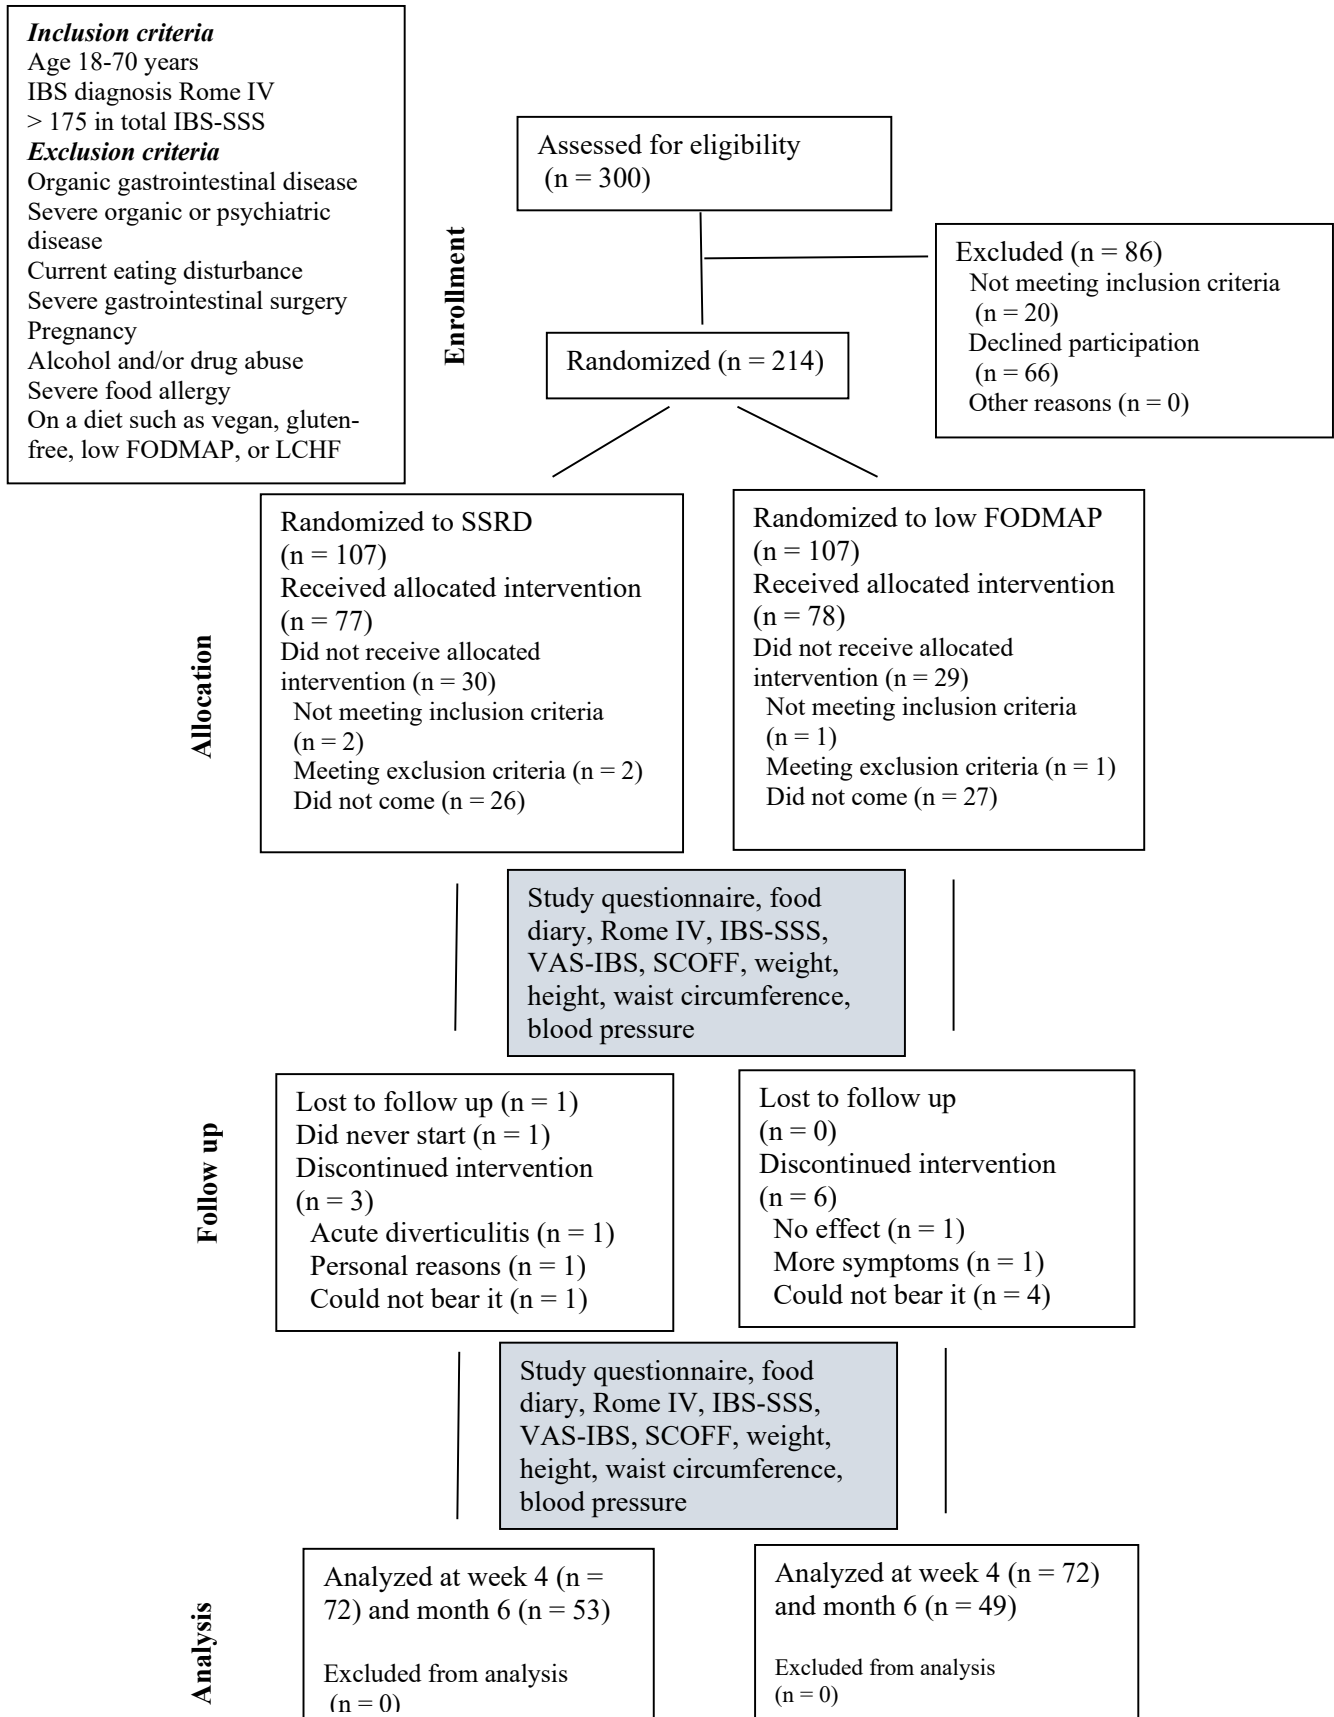 Inclusion criteria
Age 18-70 years
IBS diagnosis Rome IV
> 175 in total IBS-SSS
Exclusion criteria
Organic gastrointestinal disease
Severe organic or psychiatric
disease
Current eating disturbance
Severe gastrointestinal surgery
Pregnancy
Alcohol and/or drug abuse
Severe food allergy
On a diet such as vegan, gluten-
free, low FODMAP, or LCHF
Enrollment
Assessed for eligibility
(n = 300)
Excluded (n = 86)
Not meeting inclusion criteria
(n = 20)
Declined participation
(n = 66)
Other reasons (n = 0)
Randomized (n = 214)
Allocation
Randomized to SSRD
(n = 107)
Received allocated intervention
(n = 77)
Did not receive allocated
intervention (n = 30)
Not meeting inclusion criteria
(n = 2)
Meeting exclusion criteria (n = 2)
Did not come (n = 26)
Randomized to low FODMAP
(n = 107)
Received allocated intervention
(n = 78)
Did not receive allocated
intervention (n = 29)
Not meeting inclusion criteria
(n = 1)
Meeting exclusion criteria (n = 1)
Did not come (n = 27)
Study questionnaire, food
diary, Rome IV, IBS-SSS,
VAS-IBS, SCOFF, weight,
height, waist circumference,
blood pressure
Follow up
Lost to follow up (n = 1)
Did never start (n = 1)
Discontinued intervention
(n = 3)
Acute diverticulitis (n = 1)
Personal reasons (n = 1)
Could not bear it (n = 1)
Lost to follow up
(n = 0)
Discontinued intervention
(n = 6)
No effect (n = 1)
More symptoms (n = 1)
Could not bear it (n = 4)
Study questionnaire, food
diary, Rome IV, IBS-SSS,
VAS-IBS, SCOFF, weight,
height, waist circumference,
blood pressure
Analysis
Analyzed at week 4 (n =
72) and month 6 (n = 53)
Excluded from analysis
(n = 0)
Analyzed at week 4 (n = 72)
and month 6 (n = 49)
Excluded from analysis
(n = 0)